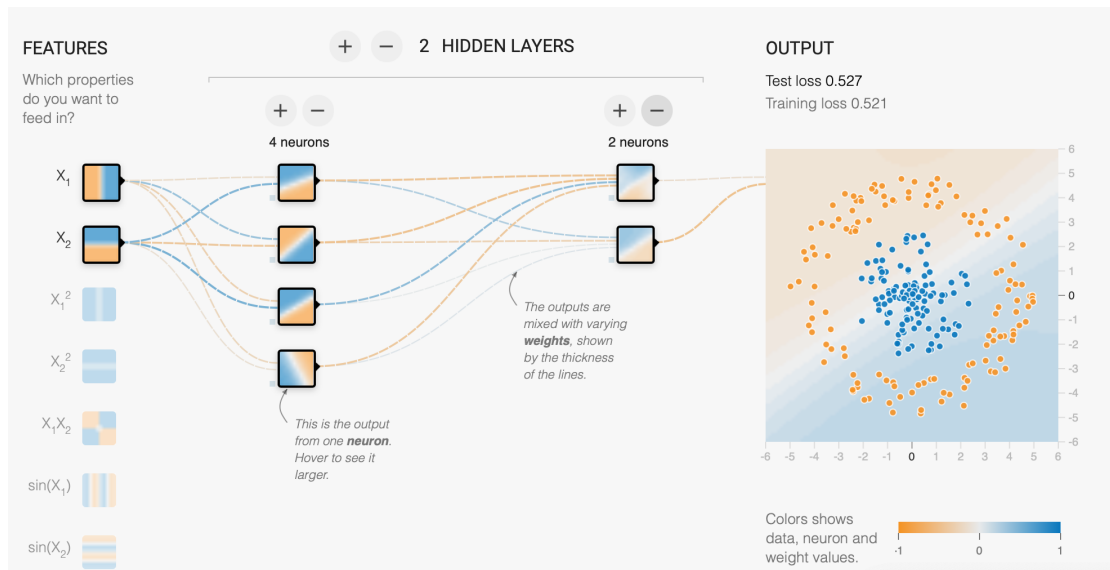 FEATURES
Which properties
do you want to
feed in?
+ − 2 HIDDEN LAYERS
+ −
4 neurons
+ −
2 neurons
X₁
X₂
X₁²
X₂²
X₁X₂
sin(X₁)
sin(X₂)
The outputs are
mixed with varying
weights, shown
by the thickness
of the lines.
This is the output
from one neuron.
Hover to see it
larger.
OUTPUT
Test loss 0.527
Training loss 0.521
6
5
4
3
2
1
0
-1
-2
-3
-4
-5
-6
-6 -5 -4 -3 -2 -1 0 1 2 3 4 5 6
Colors shows
data, neuron and
weight values.
-1 0 1